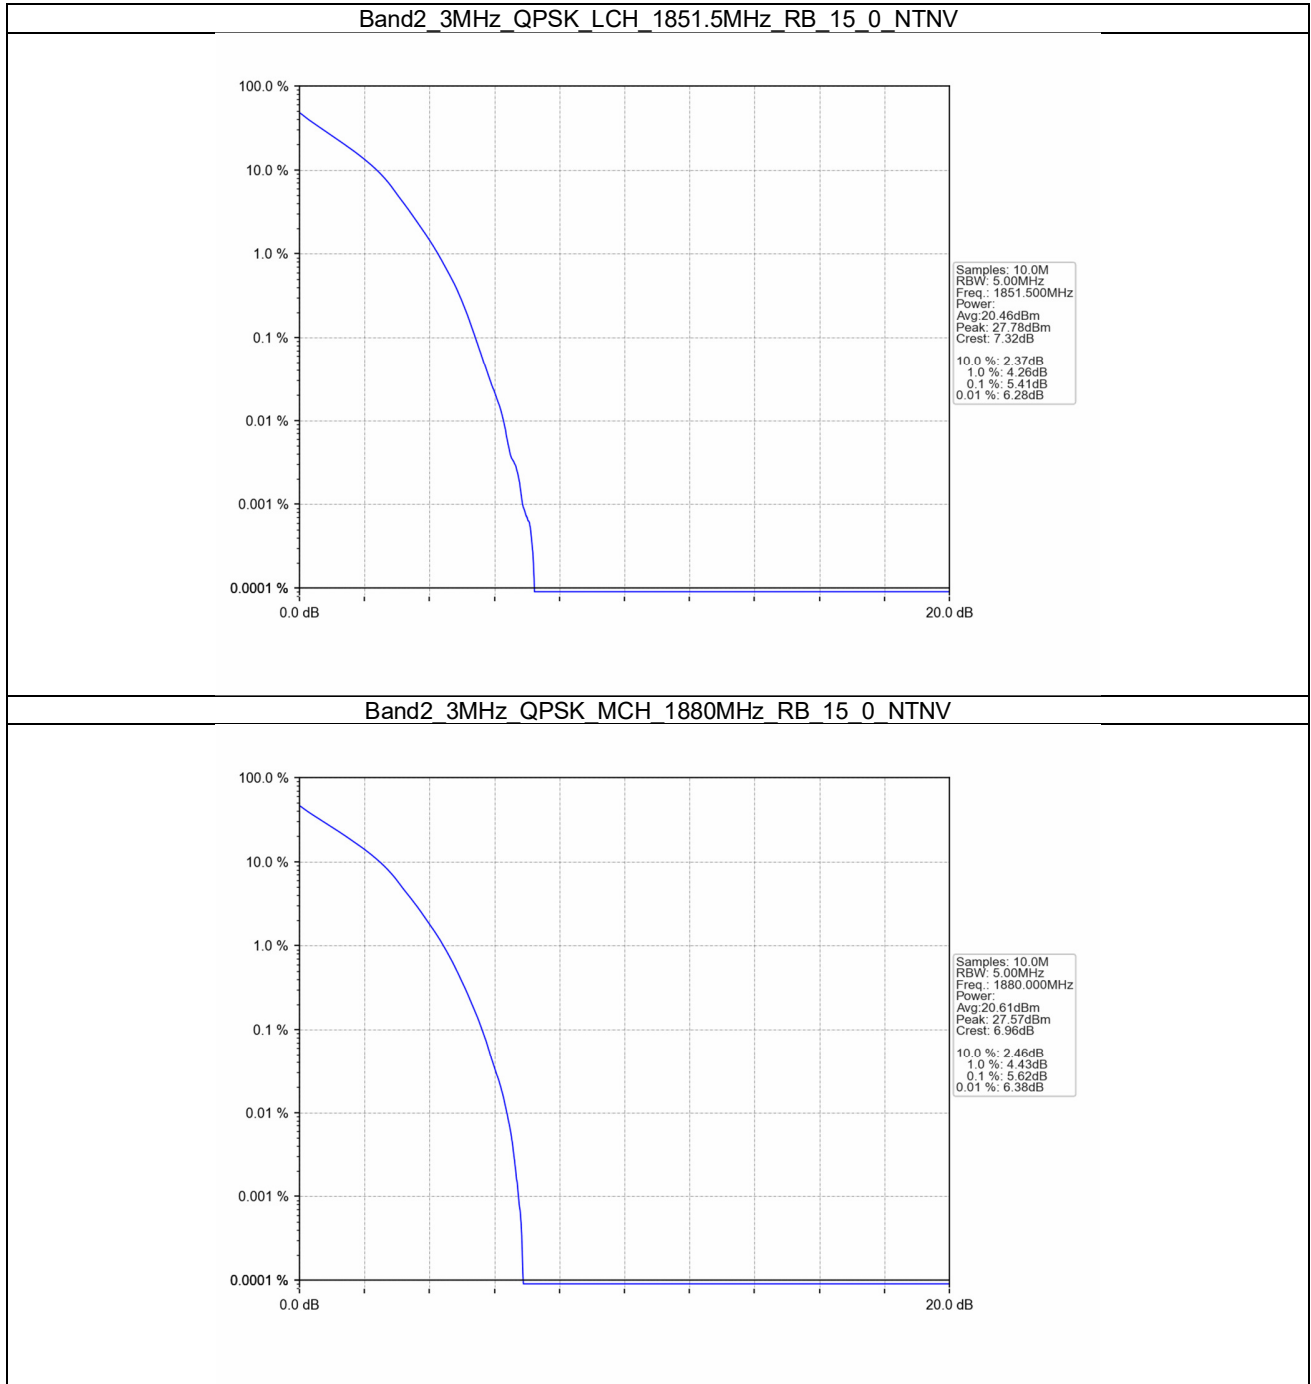 Band2_3MHz_QPSK_LCH_1851.5MHz_RB_15_0_NTNV
100.0 %
10.0 %
1.0 %
0.1 %
0.01 %
0.001 %
0.0001 %
0.0 dB
20.0 dB
Samples: 10.0M
RBW: 5.00MHz
Freq.: 1851.500MHz
Power:
Avg:20.46dBm
Peak: 27.78dBm
Crest: 7.32dB
10.0 %: 2.37dB
1.0 %: 4.26dB
0.1 %: 5.41dB
0.01 %: 6.28dB
Band2_3MHz_QPSK_MCH_1880MHz_RB_15_0_NTNV
100.0 %
10.0 %
1.0 %
0.1 %
0.01 %
0.001 %
0.0001 %
0.0 dB
20.0 dB
Samples: 10.0M
RBW: 5.00MHz
Freq.: 1880.000MHz
Power:
Avg:20.61dBm
Peak: 27.57dBm
Crest: 6.96dB
10.0 %: 2.46dB
1.0 %: 4.43dB
0.1 %: 5.62dB
0.01 %: 6.38dB